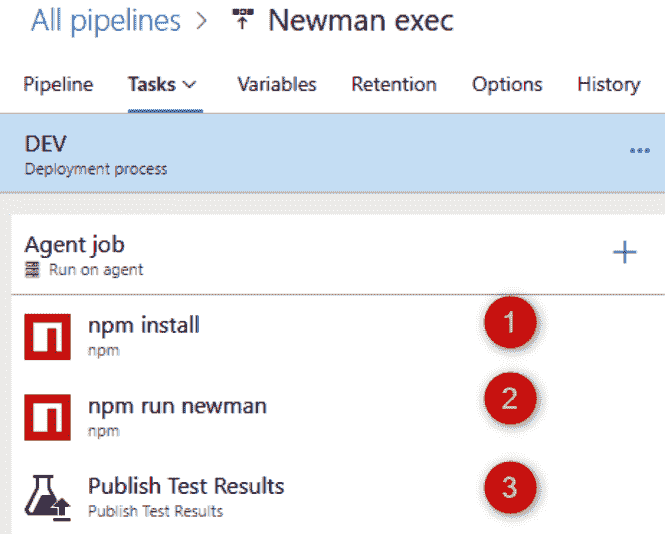 All pipelines > Newman exec
Pipeline Tasks Variables Retention Options History
DEV
Deployment process
Agent job
Run on agent
npm install 1
npm
npm run newman 2
npm
Publish Test Results 3
Publish Test Results